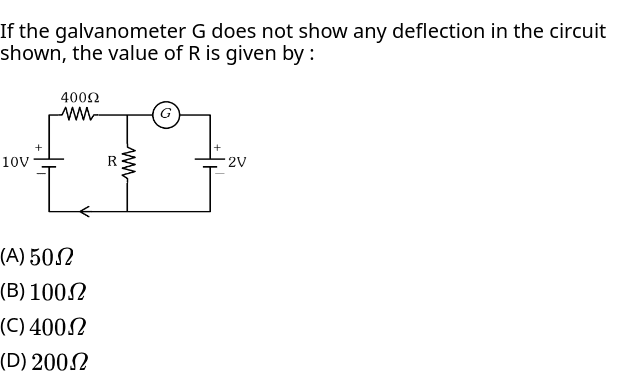 If the galvanometer G does not show any deflection in the circuit
shown, the value of R is given by :
400Ω
G
+
+
10V
R
2V
−
−
(A) 50Ω
(B) 100Ω
(C) 400Ω
(D) 200Ω